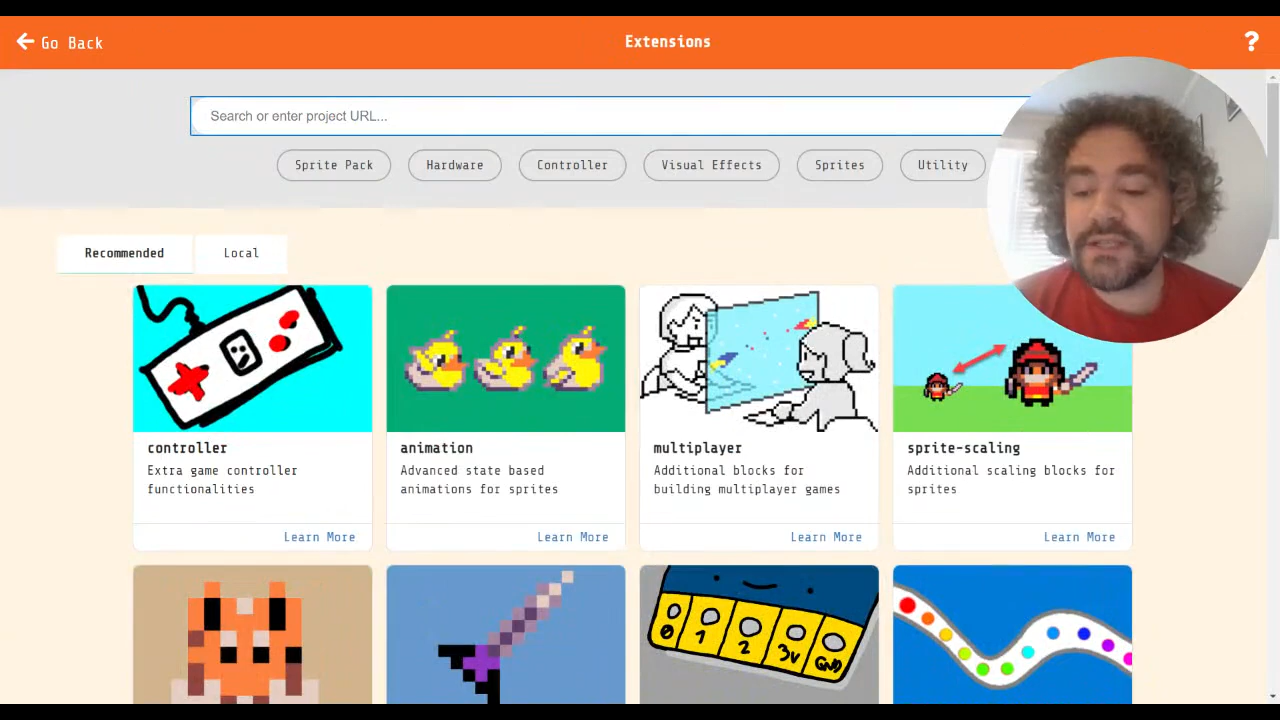 Go Back
Extensions
?
Search or enter project URL...
Sprite Pack
Hardware
Controller
Visual Effects
Sprites
Utility
Recommended
Local
controller
Extra game controller
functionalities
Learn More
animation
Advanced state based
animations for sprites
Learn More
multiplayer
Additional blocks for
building multiplayer games
Learn More
sprite-scaling
Additional scaling blocks for
sprites
Learn More
0 1 2 3V GND